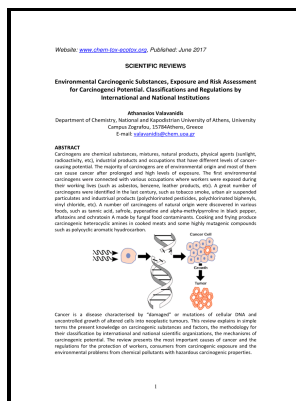 Website: www.chem-tox-ecotox.org, Published: June 2017
SCIENTIFIC REVIEWS
Environmental Carcinogenic Substances, Exposure and Risk Assessment
for Carcinogenci Potential. Classifications and Regulations by
International and National Institutions
Athanasios Valavanidis
Department of Chemistry, National and Kapodistrian University of Athens, University
Campus Zografou, 15784Athens, Greece
E-mail: valavanidis@chem.uoa.gr
ABSTRACT
Carcinogens are chemical substances, mixtures, natural products, physical agents (sunlight,
radioactivity, etc), industrial products and occupations that have different levels of cancer-
causing potential. The majority of carcinogens are of environmental origin and most of them
can cause cancer after prolonged and high levels of exposure. The first environmental
carcinogens were connected with various occupations where workers were exposed during
their working lives (such as asbestos, benzene, leather products, etc). A great number of
carcinogens were identified in the last century, such as tobacco smoke, urban air suspended
particulates and industrial products (polychlorinated pesticides, polychlorinated biphenyls,
vinyl chloride, etc). A number of carcinogens of natural origin were discovered in various
foods, such as tannic acid, safrole, pyperadine and alpha-methylpyrroline in black pepper,
aflatoxins and ochratoxin A made by fungal food contaminants. Cooking and frying produce
carcinogenic heterocyclic amines in cooked meats and some highly mutagenic compounds
such as polycyclic aromatic hydrocarbon.
Cancer Cell
Growth
Tumor
Cancer is a disease characterised by "damaged" or mutations of cellular DNA and
uncontrolled growth of altered cells into neoplastic tumours. This review explains in simple
terms the present knowledge on carcinogenic substances and factors, the methodology for
their classification by international and national scientific organizations, the mechanisms of
carcinogenic potential. The review presents the most important causes of cancer and the
regulations for the protection of workers, consumers from carcinogenic exposure and the
environmental problems from chemical pollutants with hazardous carcinogenic properties.